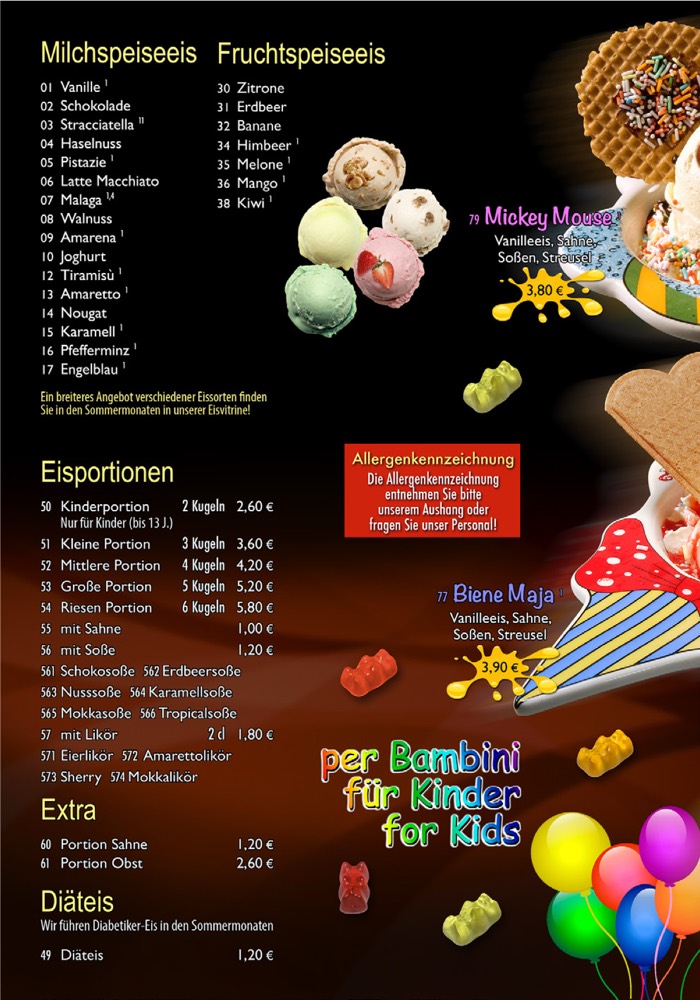 Milchspeiseeis
01 Vanille 1
02 Schokolade
03 Stracciatella 11
04 Haselnuss
05 Pistazie 1
06 Latte Macchiato
07 Malaga 1,4
08 Walnuss
09 Amarena 1
10 Joghurt
12 Tiramisù 1
13 Amaretto 1
14 Nougat
15 Karamell 1
16 Pfefferminz 1
17 Engelblau 1
Ein breiteres Angebot verschiedener Eissorten finden
Sie in den Sommermonaten in unserer Eisvitrine!
Fruchtspeiseeis
30 Zitrone
31 Erdbeer
32 Banane
34 Himbeer 1
35 Melone 1
36 Mango 1
38 Kiwi 1
79 Mickey Mouse
Vanilleeis, Sahne,
Soßen, Streusel
3,80 €
Eisportionen
50 Kinderportion 2 Kugeln 2,60 €
Nur für Kinder (bis 13 J.)
51 Kleine Portion 3 Kugeln 3,60 €
52 Mittlere Portion 4 Kugeln 4,20 €
53 Große Portion 5 Kugeln 5,20 €
54 Riesen Portion 6 Kugeln 5,80 €
55 mit Sahne 1,00 €
56 mit Soße 1,20 €
561 Schokosoße 562 Erdbeersoße
563 Nusssoße 564 Karamellsoße
565 Mokkasoße 566 Tropicalsoße
57 mit Likör 2 cl 1,80 €
571 Eierlikör 572 Amarettolikör
573 Sherry 574 Mokkalikör
Extra
60 Portion Sahne 1,20 €
61 Portion Obst 2,60 €
Diäteis
Wir führen Diabetiker-Eis in den Sommermonaten
49 Diäteis 1,20 €
Allergenkennzeichnung
Die Allergenkennzeichnung
entnehmen Sie bitte
unserem Aushang oder
fragen Sie unser Personal!
77 Biene Maja 1
Vanilleeis, Sahne,
Soßen, Streusel
3,90 €
per Bambini
für Kinder
for Kids